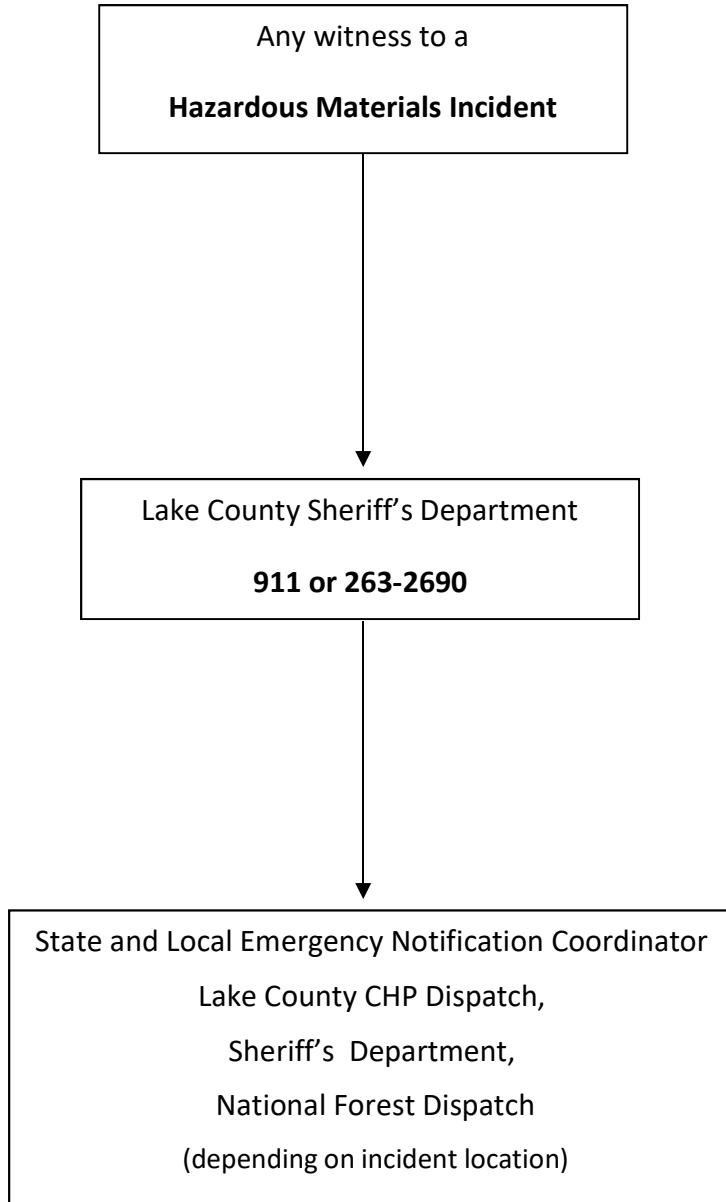 Any witness to a
Hazardous Materials Incident
Lake County Sheriff’s Department
911 or 263-2690
State and Local Emergency Notification Coordinator
Lake County CHP Dispatch,
Sheriff’s  Department,
National Forest Dispatch
(depending on incident location)